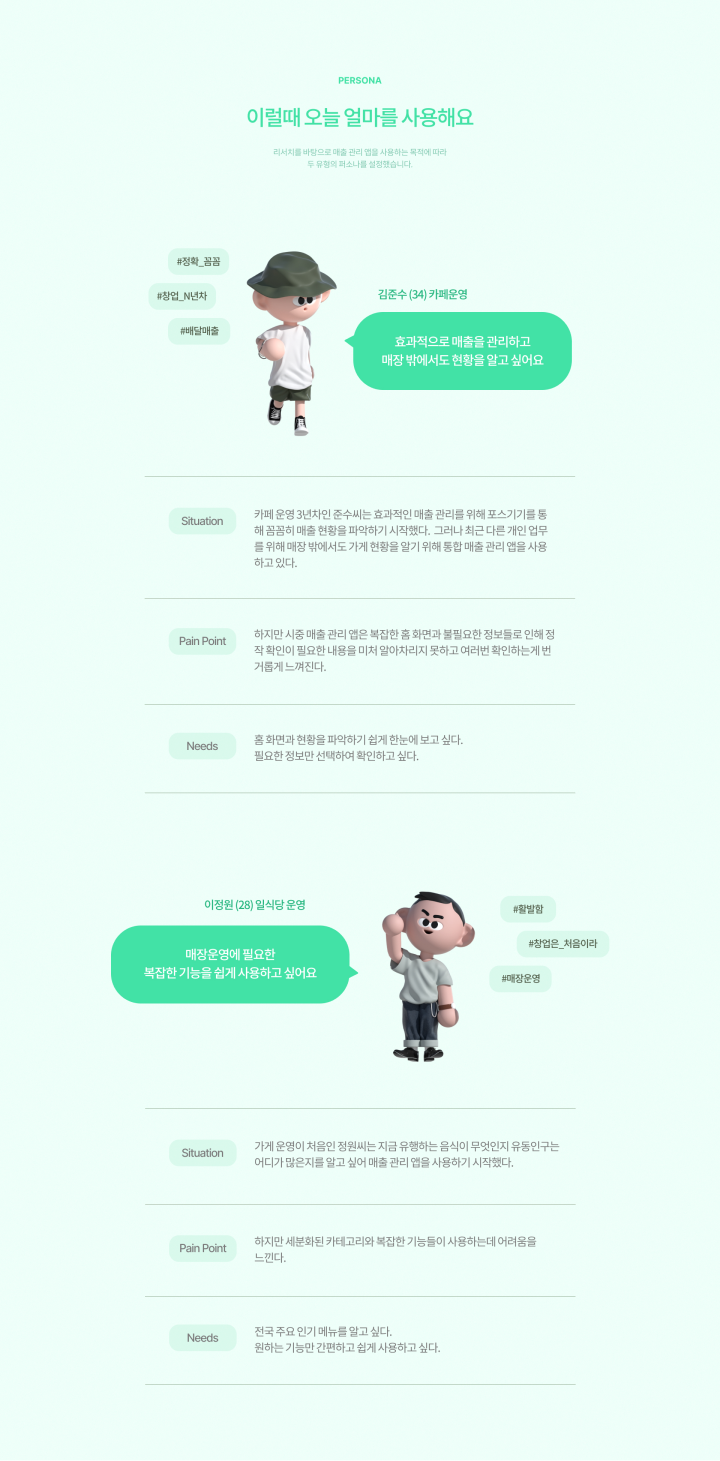 PERSONA
이럴때 오늘 얼마를 사용해요
리서치를 바탕으로 매출 관리 앱을 사용하는 목적에 따라
두 유형의 퍼소나를 설정했습니다.
#정확_꼼꼼
#창업_N년차
#배달매출
김준수 (34) 카페운영
효과적으로 매출을 관리하고
매장 밖에서도 현황을 알고 싶어요
Situation
카페 운영 3년차인 준수씨는 효과적인 매출 관리를 위해 포스기기를 통
해 꼼꼼히 매출 현황을 파악하기 시작했다. 그러나 최근 다른 개인 업무
를 위해 매장 밖에서도 가게 현황을 알기 위해 통합 매출 관리 앱을 사용
하고 있다.
Pain Point
하지만 시중 매출 관리 앱은 복잡한 홈 화면과 불필요한 정보들로 인해 정
작 확인이 필요한 내용을 미처 알아차리지 못하고 여러번 확인하는게 번
거롭게 느껴진다.
Needs
홈 화면과 현황을 파악하기 쉽게 한눈에 보고 싶다.
필요한 정보만 선택하여 확인하고 싶다.
이정원 (28) 일식당 운영
매장운영에 필요한
복잡한 기능을 쉽게 사용하고 싶어요
#활발함
#창업은_처음이라
#매장운영
Situation
가게 운영이 처음인 정원씨는 지금 유행하는 음식이 무엇인지 유동인구는
어디가 많은지를 알고 싶어 매출 관리 앱을 사용하기 시작했다.
Pain Point
하지만 세분화된 카테고리와 복잡한 기능들이 사용하는데 어려움을
느낀다.
Needs
전국 주요 인기 메뉴를 알고 싶다.
원하는 기능만 간편하고 쉽게 사용하고 싶다.